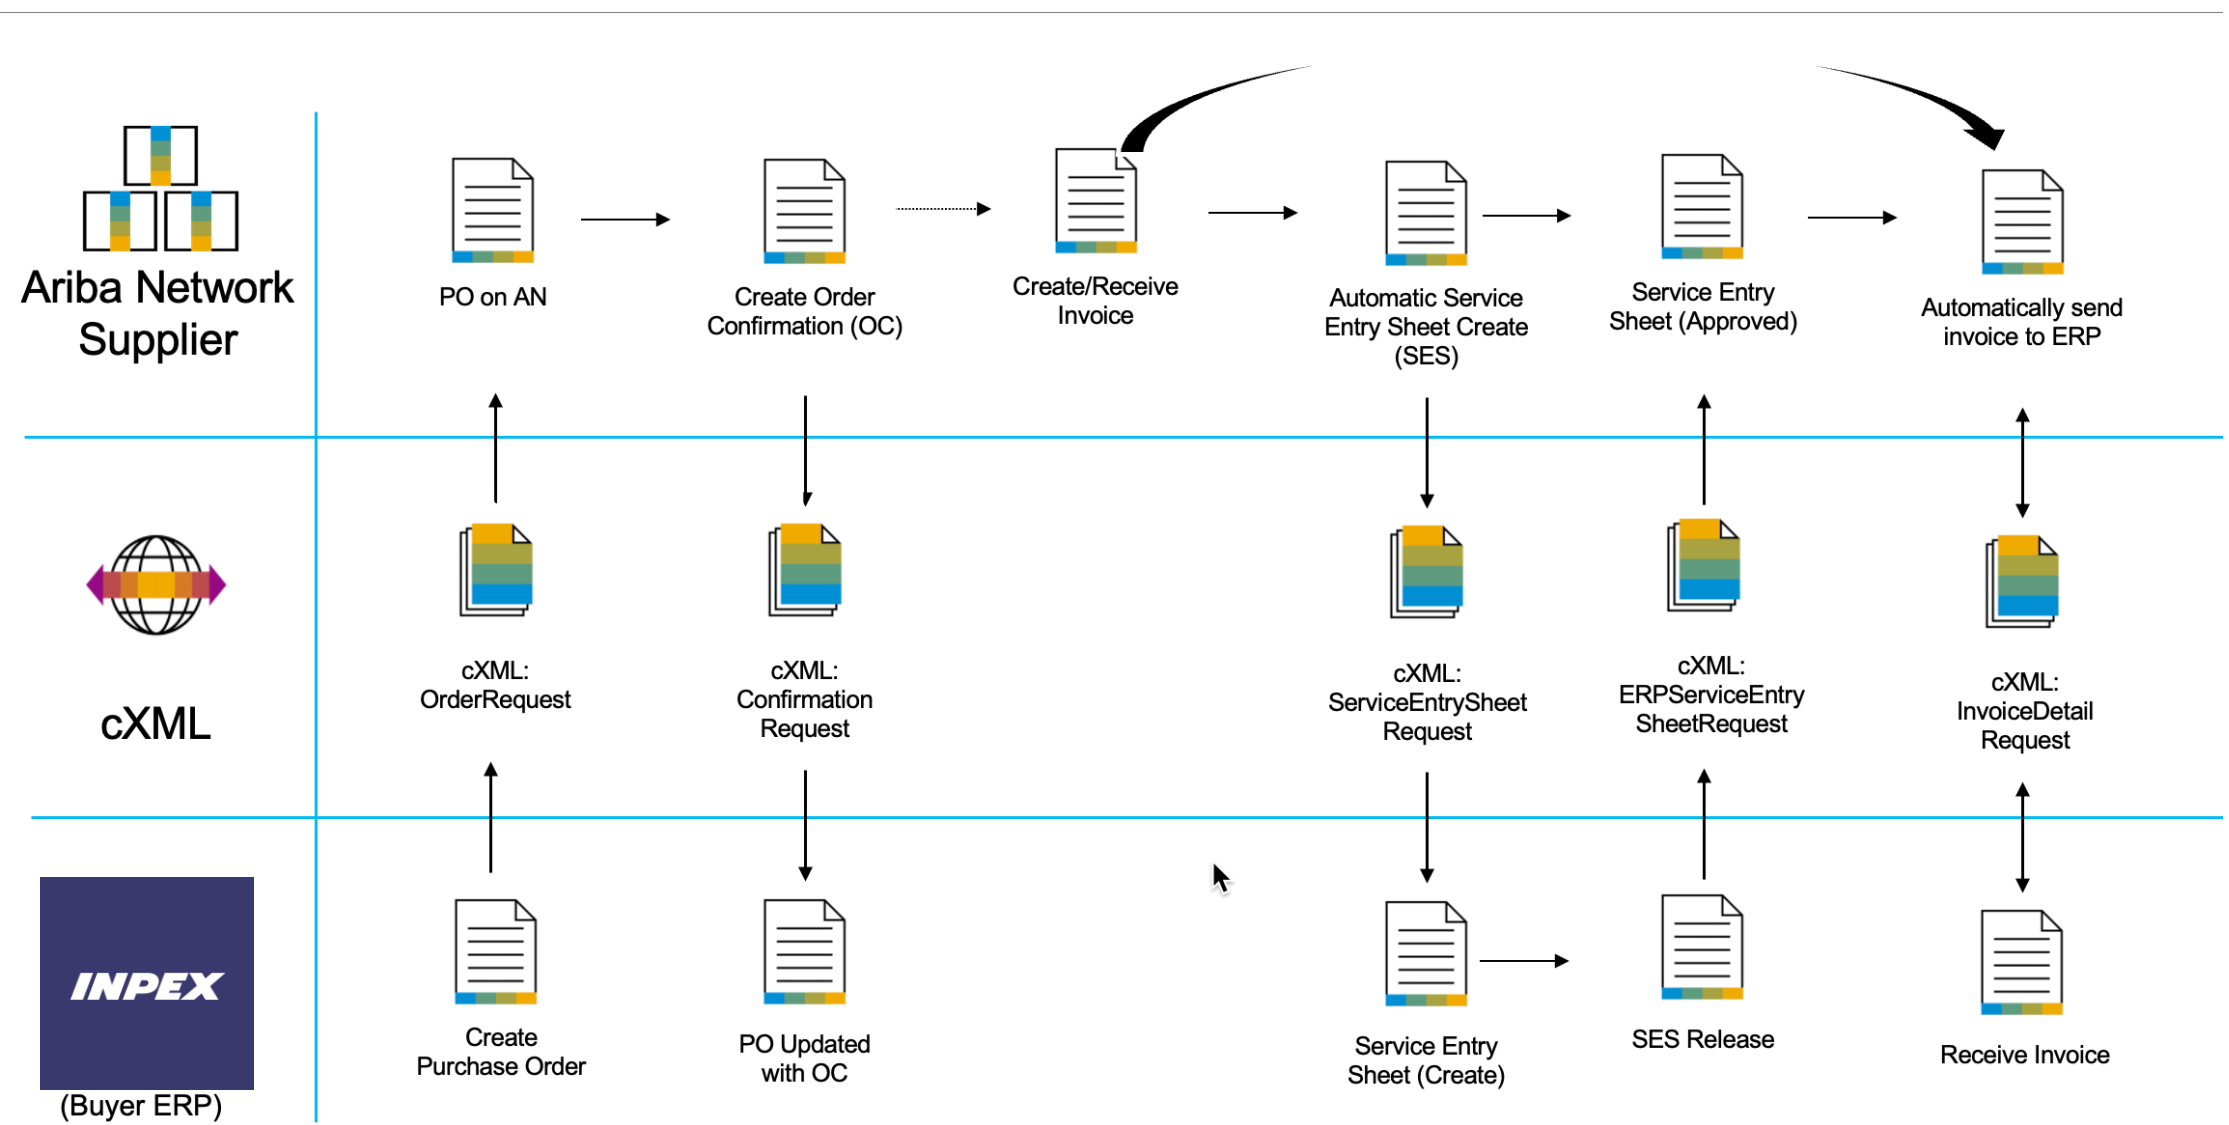 Ariba Network
Supplier
PO on AN
Create Order
Confirmation (OC)
Create/Receive
Invoice
Automatic Service
Entry Sheet Create
(SES)
Service Entry
Sheet (Approved)
Automatically send
invoice to ERP
cXML
cXML:
OrderRequest
cXML:
Confirmation
Request
cXML:
ServiceEntrySheet
Request
cXML:
ERPServiceEntry
SheetRequest
cXML:
InvoiceDetail
Request
INPEX
(Buyer ERP)
Create
Purchase Order
PO Updated
with OC
Service Entry
Sheet (Create)
SES Release
Receive Invoice